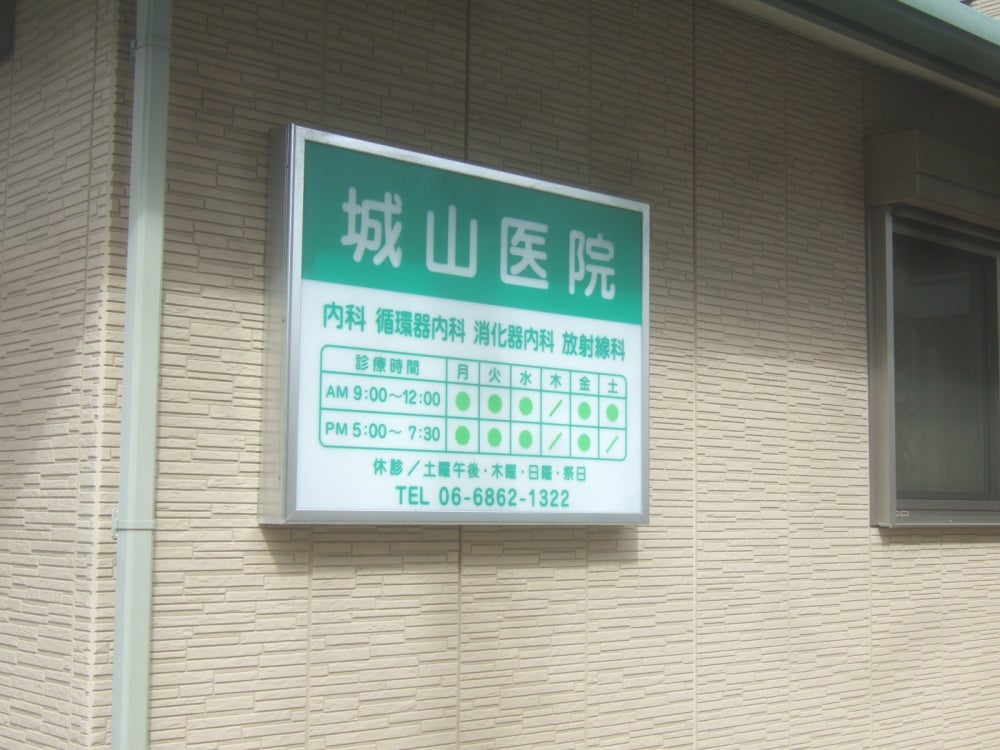 城山医院
内科 循環器内科 消化器内科 放射線科
診療時間 月 火 水 木 金 土
AM 9:00〜12:00 ● ● ● / ● ●
PM 5:00〜 7:30 ● ● ● / ● /
休診/土曜午後・木曜・日曜・祭日
TEL 06-6862-1322